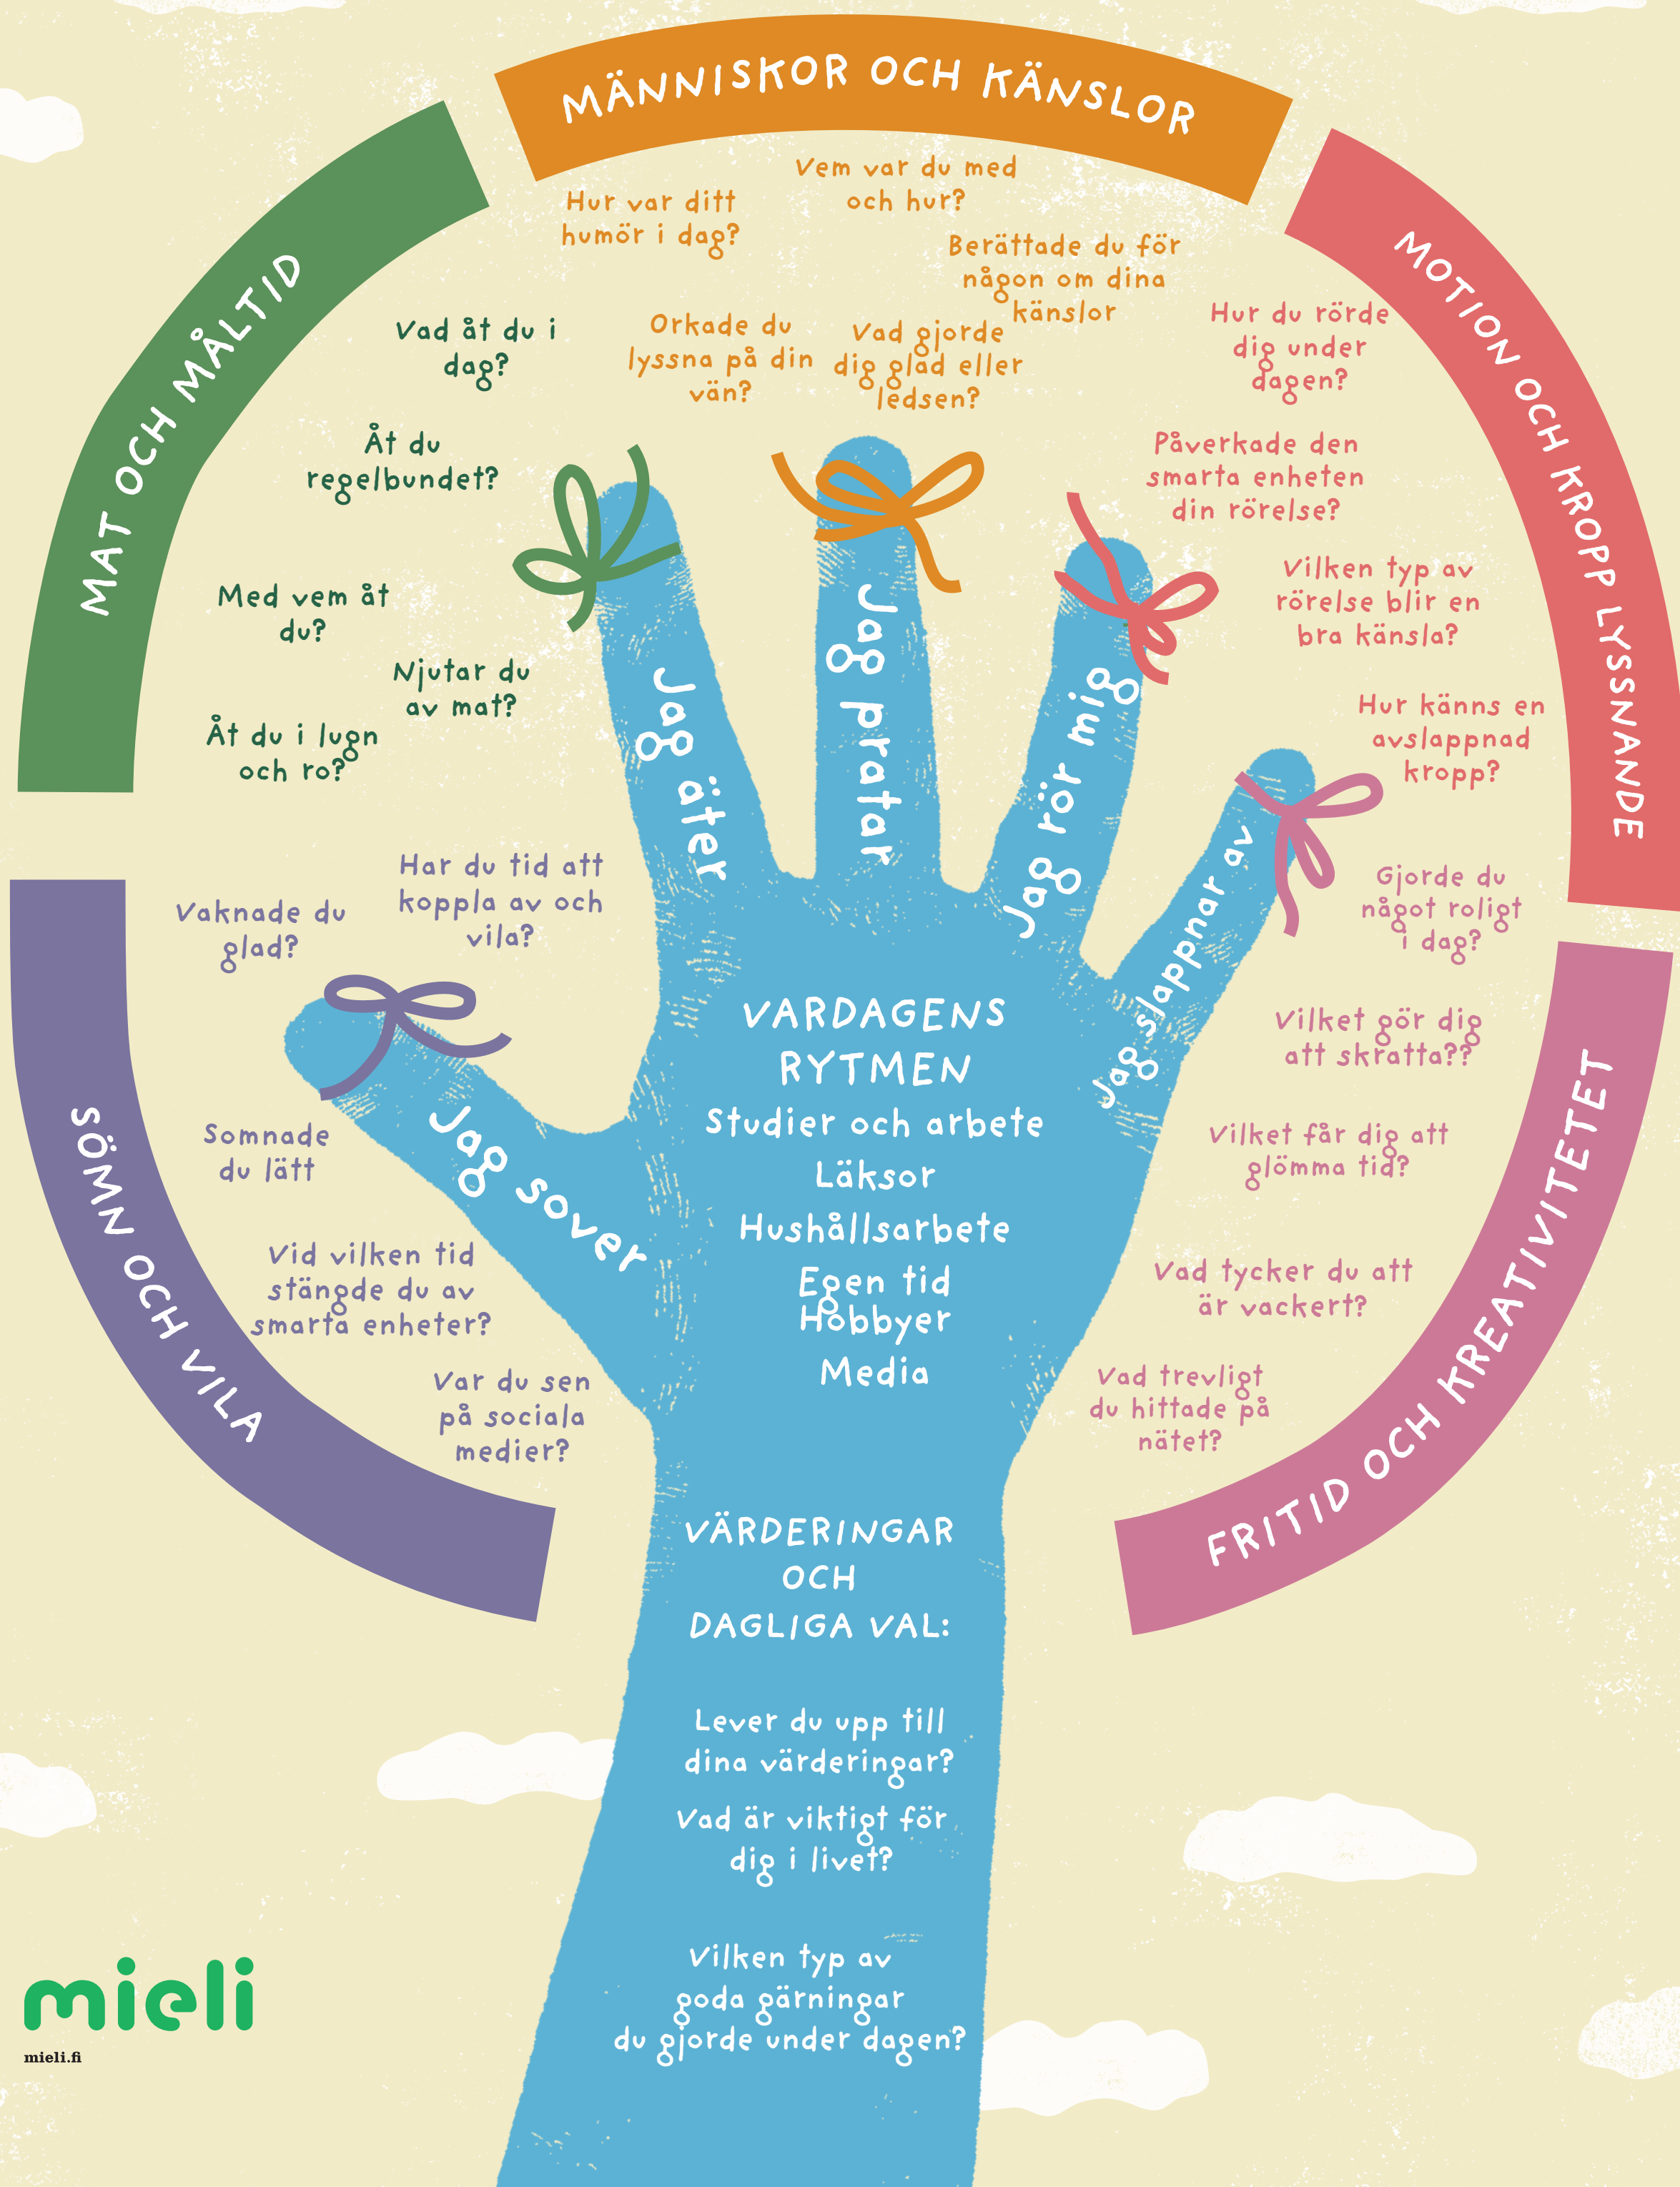 MÄNNISKOR OCH KÄNSLOR
Hur var ditt
humör i dag?
Vem var du med
och hur?
Berättade du för
någon om dina
känslor
Orkade du
lyssna på din
vän?
Vad gjorde
dig glad eller
ledsen?
MAT OCH MÅLTID
Vad åt du i
dag?
Åt du
regelbundet?
Med vem åt
du?
Njutar du
av mat?
Åt du i lugn
och ro?
MOTION OCH KROPP LYSSNANDE
Hur du rörde
dig under
dagen?
Påverkade den
smarta enheten
din rörelse?
Vilken typ av
rörelse blir en
bra känsla?
Hur känns en
avslappnad
kropp?
Jag äter
Jag pratar
Jag rör mig
Jag slappnar av
Jag sover
SÖMN OCH VILA
Har du tid att
koppla av och
vila?
Vaknade du
glad?
Somnade
du lätt
Vid vilken tid
stängde du av
smarta enheter?
Var du sen
på sociala
medier?
FRITID OCH KREATIVITETET
Gjorde du
något roligt
i dag?
Vilket gör dig
att skratta??
Vilket får dig att
glömma tid?
Vad tycker du att
är vackert?
Vad trevligt
du hittade på
nätet?
VARDAGENS
RYTMEN
Studier och arbete
Läksor
Hushållsarbete
Egen tid
Hobbyer
Media
VÄRDERINGAR
OCH
DAGLIGA VAL:
Lever du upp till
dina värderingar?
Vad är viktigt för
dig i livet?
Vilken typ av
goda gärningar
du gjorde under dagen?
mieli
mieli.fi